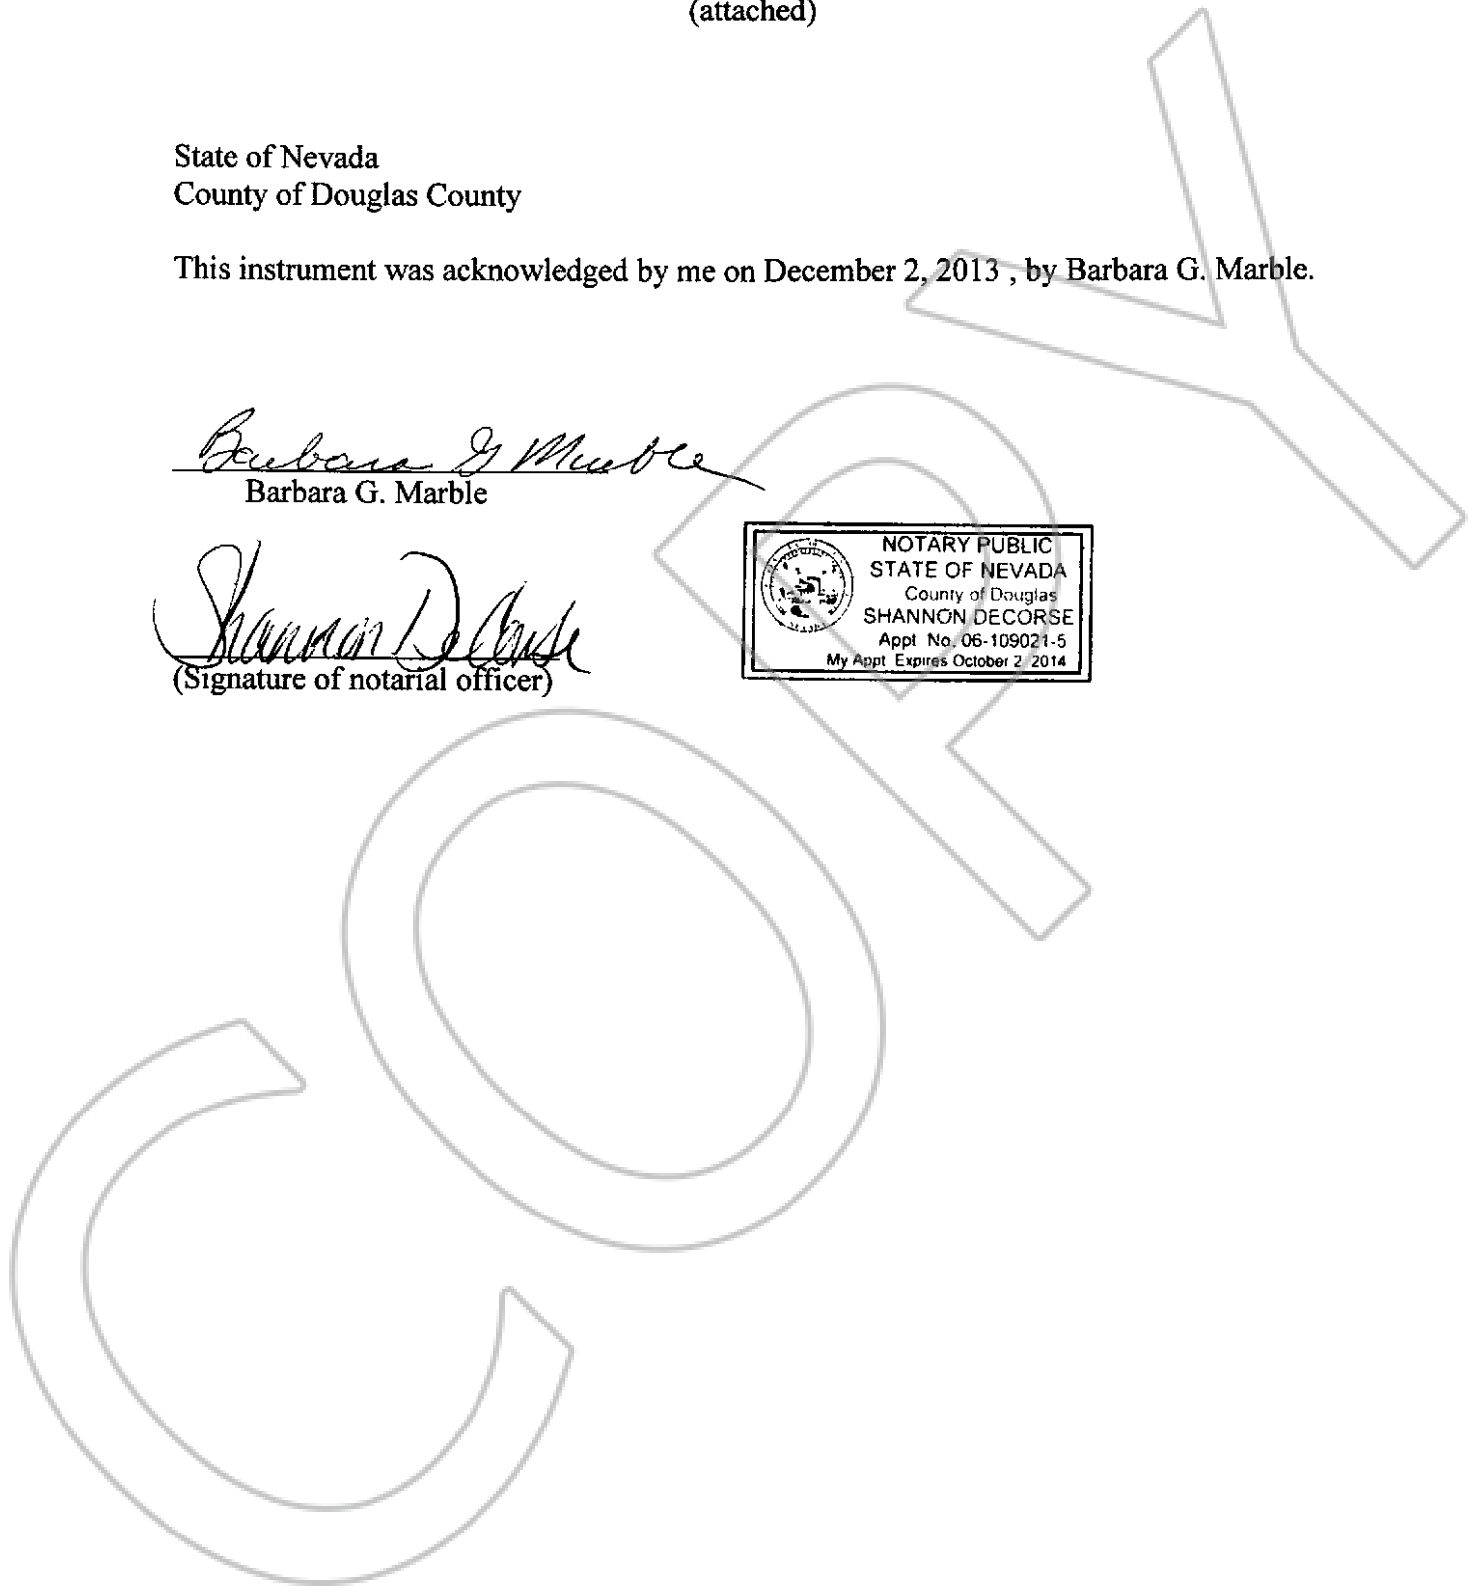 (attached)
State of Nevada
County of Douglas County
This instrument was acknowledged by me on December 2, 2013 , by Barbara G. Marble.
Barbara G Marble
Barbara G. Marble
Shannon DeCorse
(Signature of notarial officer)
NOTARY PUBLIC
STATE OF NEVADA
County of Douglas
SHANNON DECORSE
Appt No. 06-109021-5
My Appt Expires October 2 2014
COPY